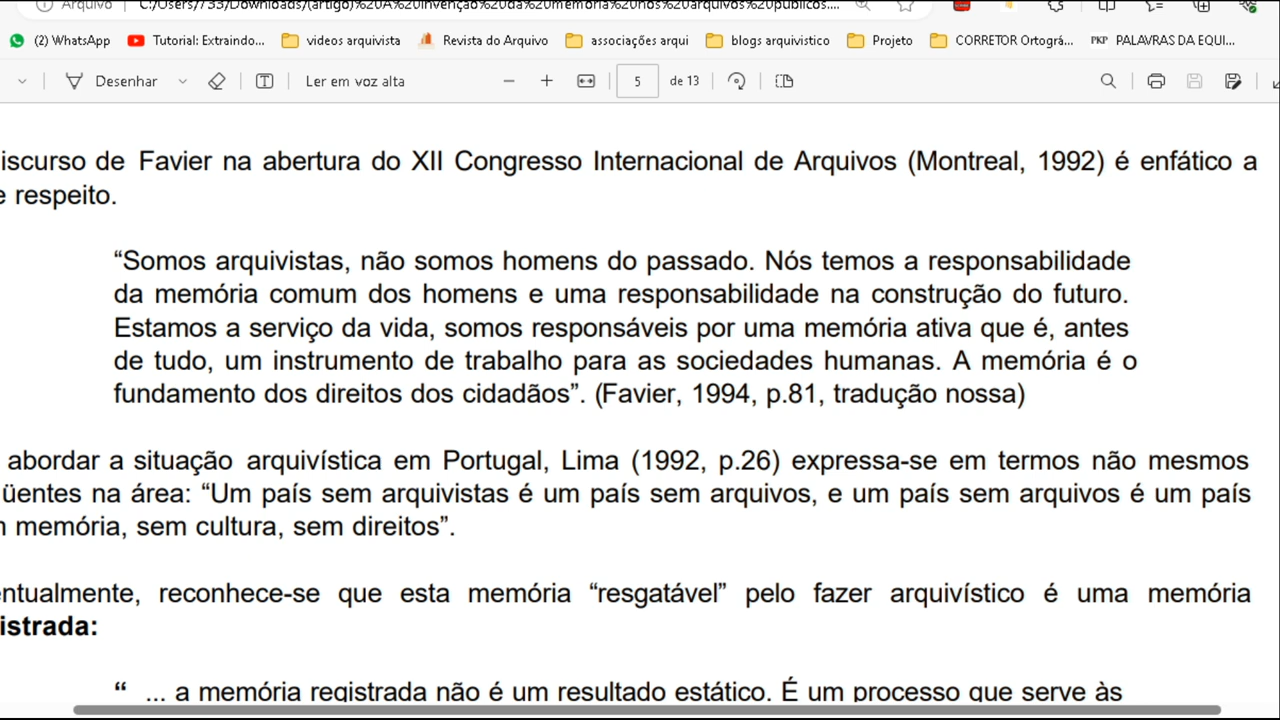 Arquivo C:/Users/733/Downloads/(artigo)%20A%20invenção%20da%20memória%20nos%20arquivos%20públicos....
(2) WhatsApp Tutorial: Extraindo... videos arquivista Revista do Arquivo associações arqui blogs arquivistico Projeto CORRETOR Ortográ... PKP PALAVRAS DA EQUI...
Desenhar Ler em voz alta 5 de 13
iscurso de Favier na abertura do XII Congresso Internacional de Arquivos (Montreal, 1992) é enfático a
e respeito.
“Somos arquivistas, não somos homens do passado. Nós temos a responsabilidade
da memória comum dos homens e uma responsabilidade na construção do futuro.
Estamos a serviço da vida, somos responsáveis por uma memória ativa que é, antes
de tudo, um instrumento de trabalho para as sociedades humanas. A memória é o
fundamento dos direitos dos cidadãos”. (Favier, 1994, p.81, tradução nossa)
abordar a situação arquivística em Portugal, Lima (1992, p.26) expressa-se em termos não mesmos
üentes na área: “Um país sem arquivistas é um país sem arquivos, e um país sem arquivos é um país
memória, sem cultura, sem direitos”.
entualmente, reconhece-se que esta memória “resgatável” pelo fazer arquivístico é uma memória
istrada:
“ ... a memória registrada não é um resultado estático. É um processo que serve às